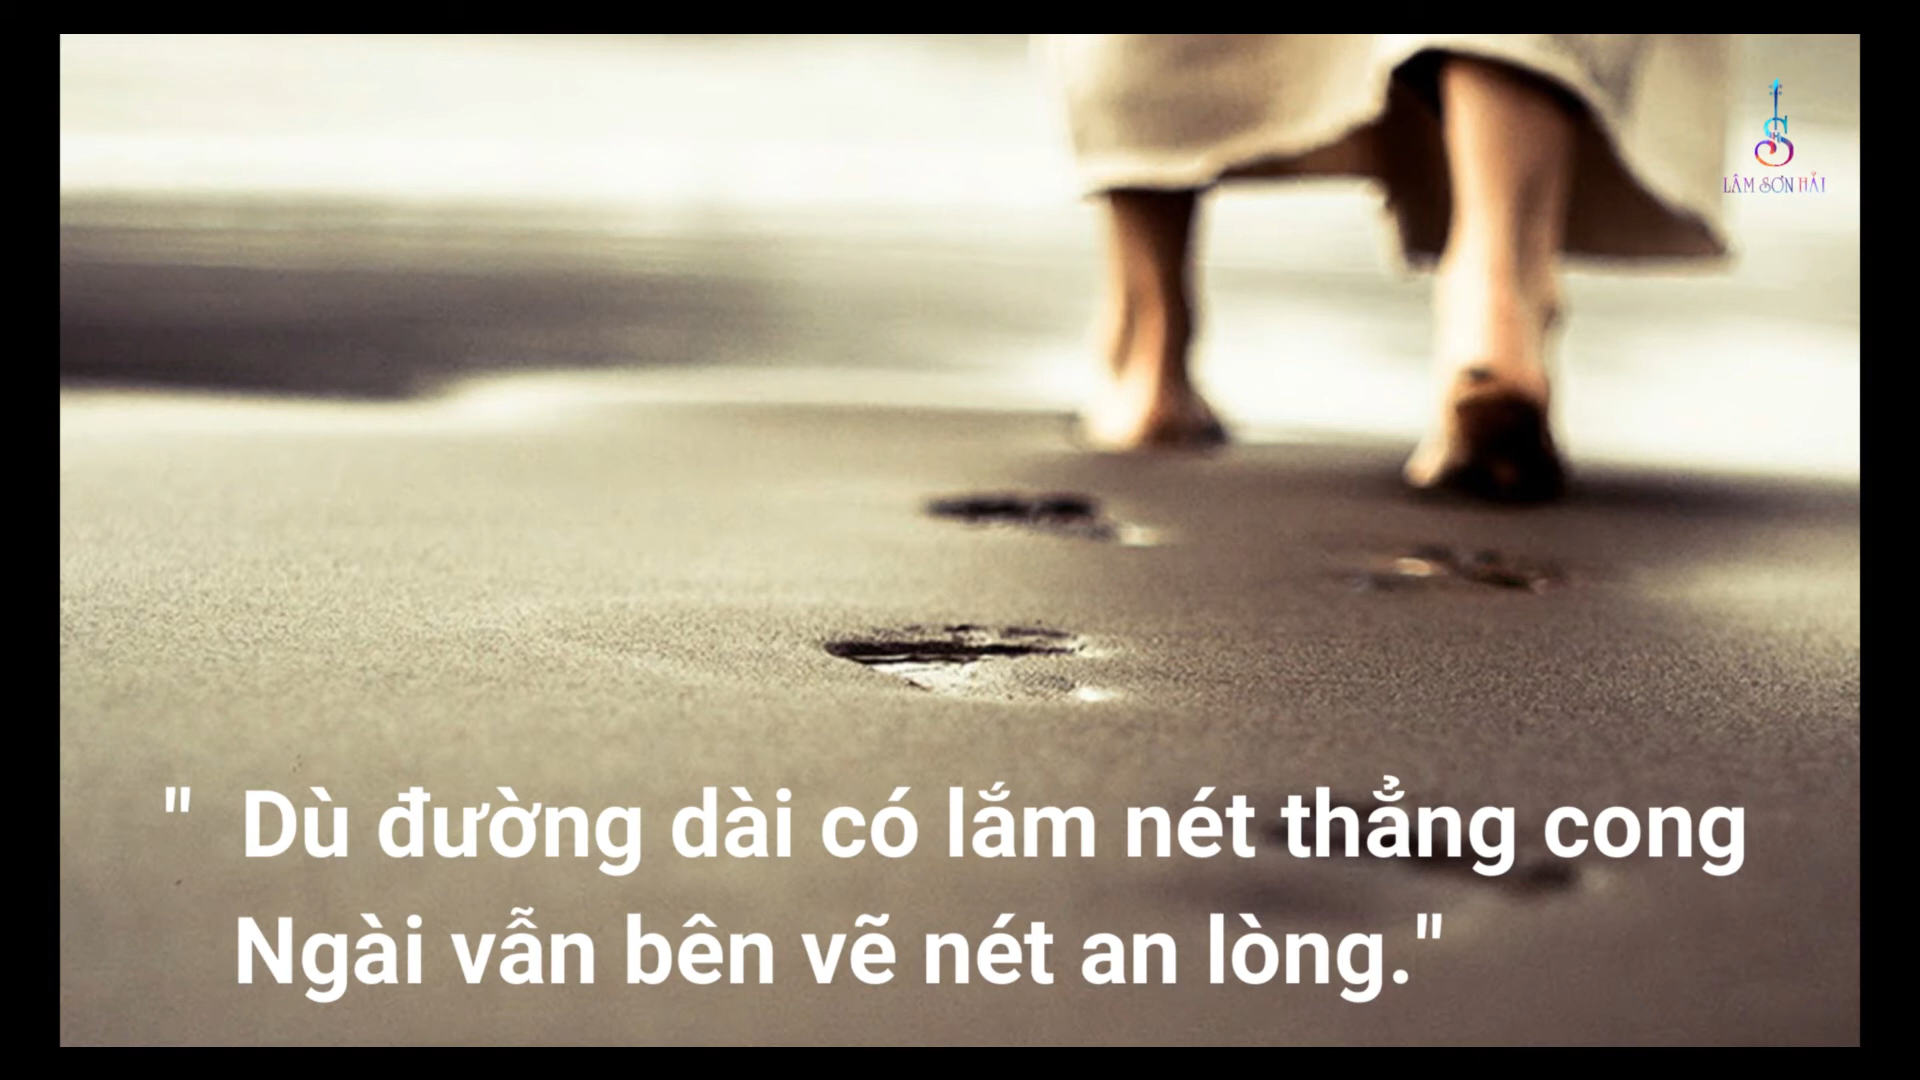 LÂM SƠN HẢI
"  Dù đường dài có lắm nét thẳng cong
Ngài vẫn bên vẽ nét an lòng."